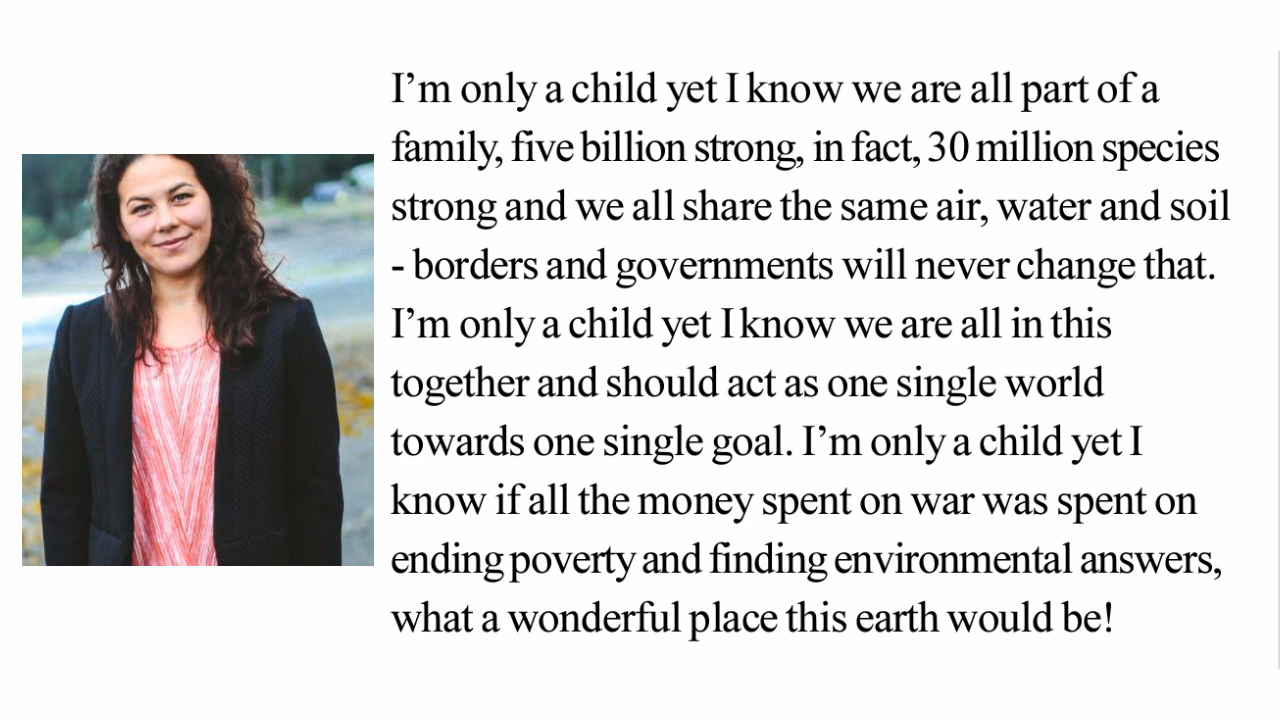 I’m only a child yet I know we are all part of a
family, five billion strong, in fact, 30 million species
strong and we all share the same air, water and soil
- borders and governments will never change that.
I’m only a child yet I know we are all in this
together and should act as one single world
towards one single goal. I’m only a child yet I
know if all the money spent on war was spent on
ending poverty and finding environmental answers,
what a wonderful place this earth would be!